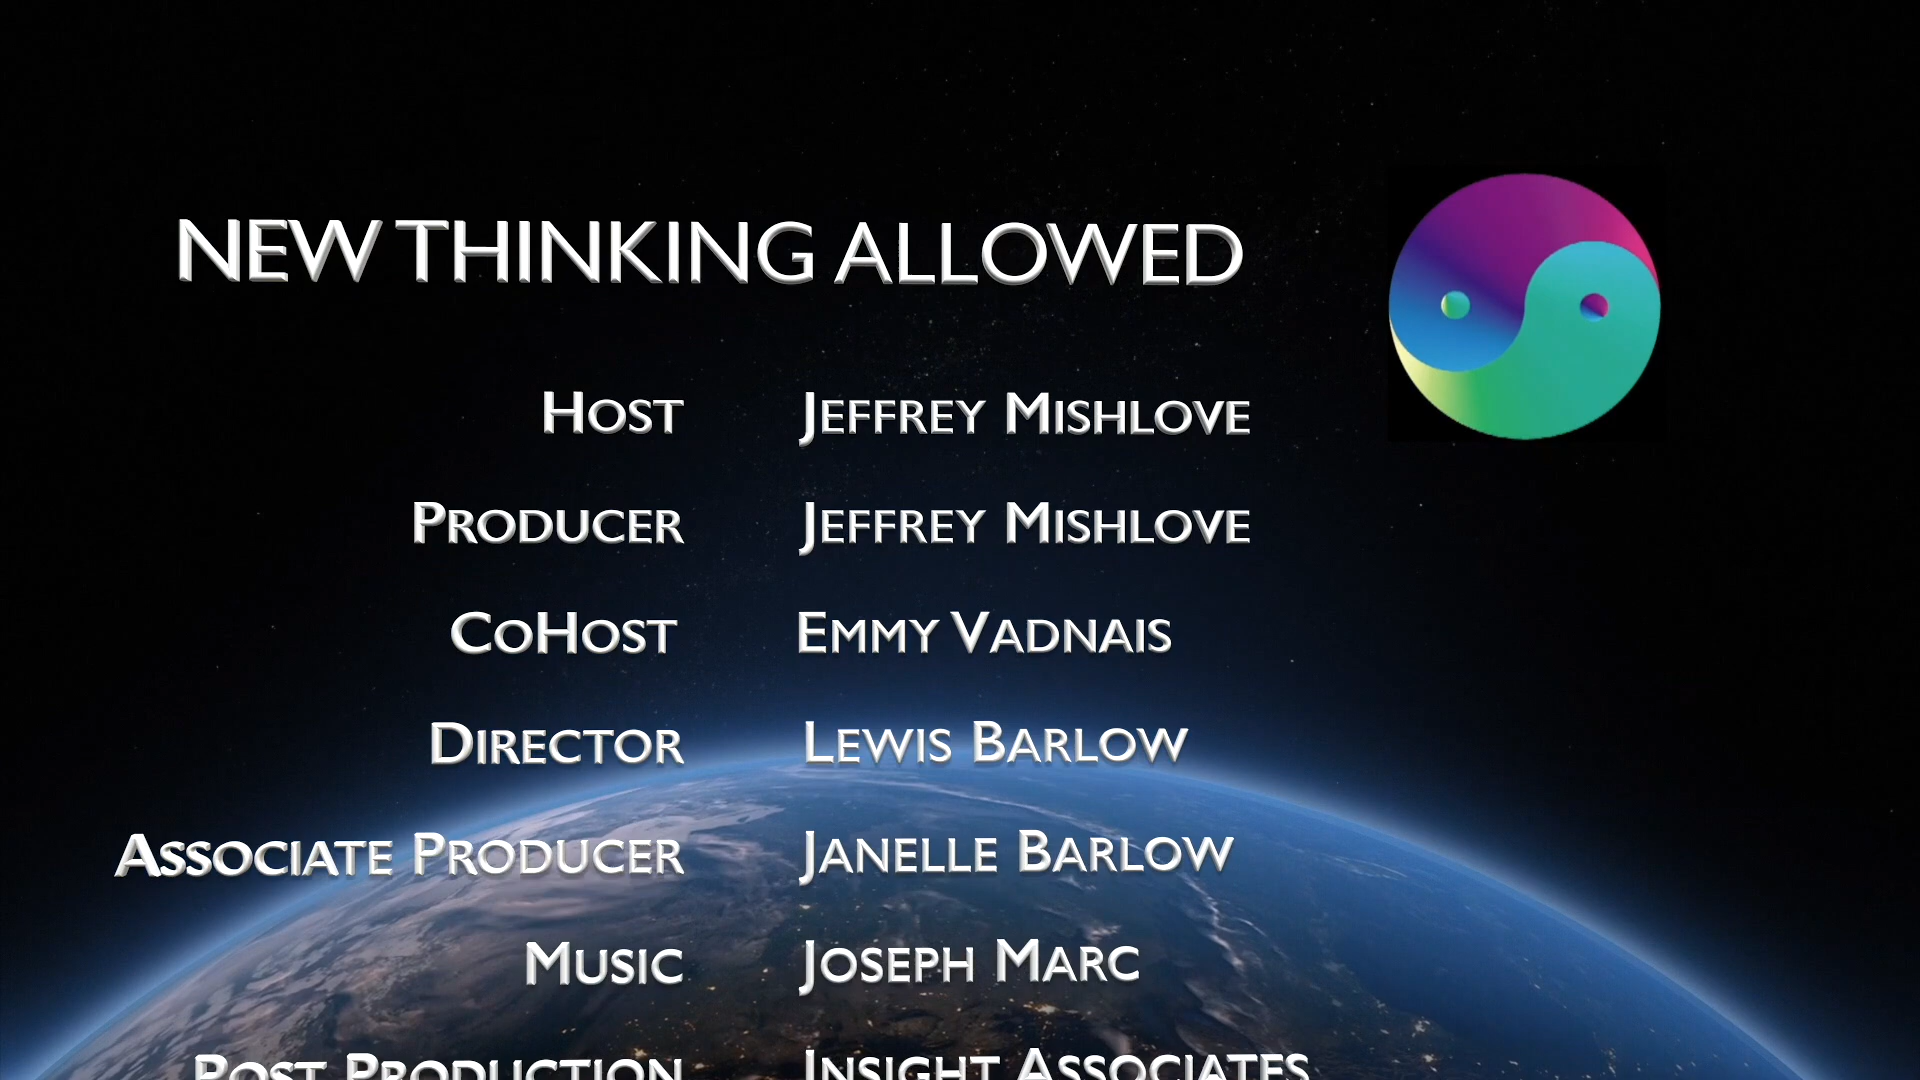 NEW THINKING ALLOWED
Host Jeffrey Mishlove
Producer Jeffrey Mishlove
CoHost Emmy Vadnais
Director Lewis Barlow
Associate Producer Janelle Barlow
Music Joseph Marc
Post Production Insight Associates